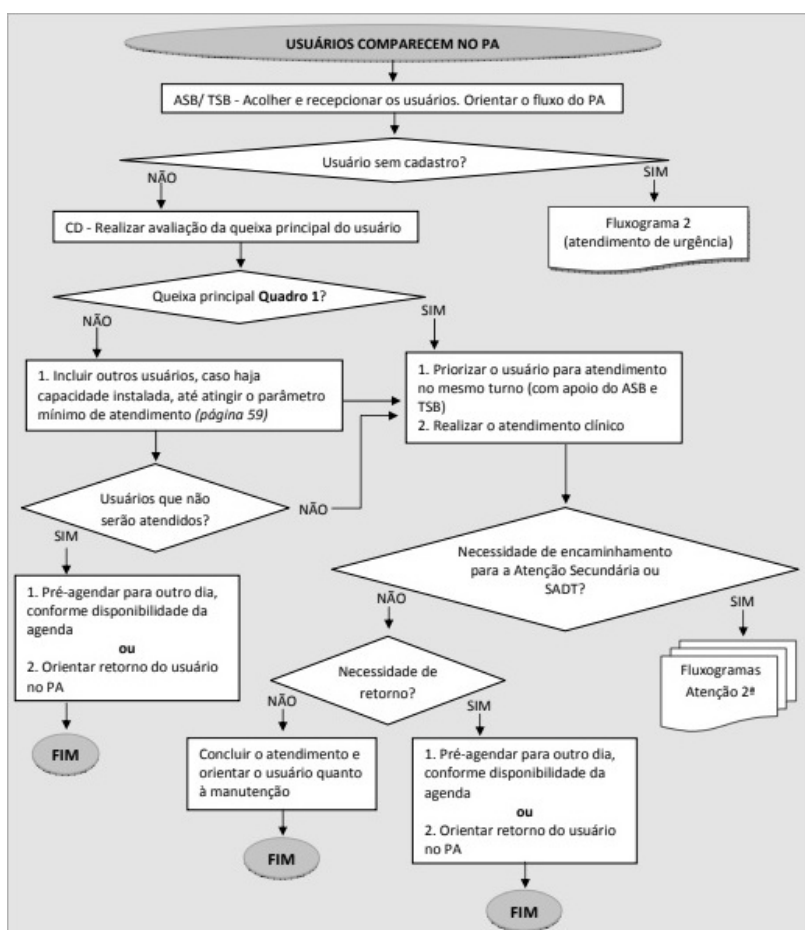 USUÁRIOS COMPARECEM NO PA
ASB/ TSB - Acolher e recepcionar os usuários. Orientar o fluxo do PA
Usuário sem cadastro?
NÃO
SIM
CD - Realizar avaliação da queixa principal do usuário
Fluxograma 2
(atendimento de urgência)
Queixa principal Quadro 1?
NÃO
SIM
1. Incluir outros usuários, caso haja
capacidade instalada, até atingir o parâmetro
mínimo de atendimento (página 59)
1. Priorizar o usuário para atendimento
no mesmo turno (com apoio do ASB e
TSB)
2. Realizar o atendimento clínico
Usuários que não
serão atendidos?
NÃO
SIM
1. Pré-agendar para outro dia,
conforme disponibilidade da
agenda
ou
2. Orientar retorno do usuário
no PA
FIM
Necessidade de encaminhamento
para a Atenção Secundária ou
SADT?
NÃO
SIM
Fluxogramas
Atenção 2ª
Necessidade de
retorno?
NÃO
SIM
Concluir o atendimento e
orientar o usuário quanto
à manutenção
FIM
1. Pré-agendar para outro dia,
conforme disponibilidade da
agenda
ou
2. Orientar retorno do usuário
no PA
FIM